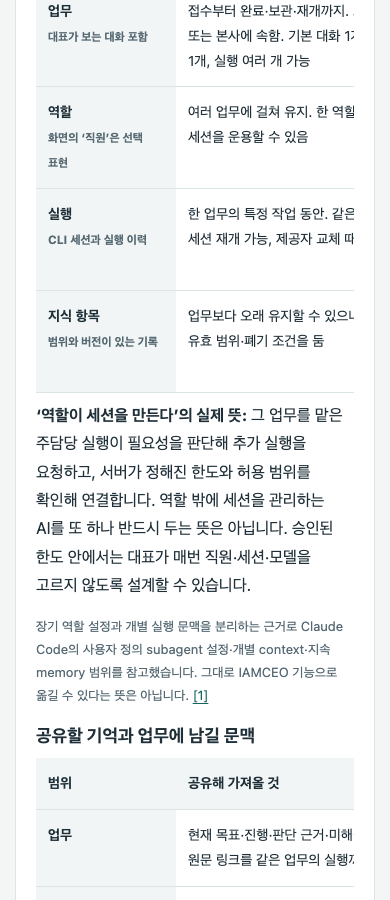 업무
대표가 보는 대화 포함
접수부터 완료·보관·재개까지.
또는 본사에 속함. 기본 대화
1개, 실행 여러 개 가능
역할
화면의 ‘직원’은 선택
표현
여러 업무에 걸쳐 유지. 한 역할
세션을 운용할 수 있음
실행
CLI 세션과 실행 이력
한 업무의 특정 작업 동안. 같은
세션 재개 가능, 제공자 교체
지식 항목
범위와 버전이 있는 기록
업무보다 오래 유지할 수 있으나
유효 범위·폐기 조건을 둠
‘역할이 세션을 만든다’의 실제 뜻: 그 업무를 맡은
주담당 실행이 필요성을 판단해 추가 실행을
요청하고, 서버가 정해진 한도와 허용 범위를
확인해 연결합니다. 역할 밖에 세션을 관리하는
AI를 또 하나 반드시 두는 뜻은 아닙니다. 승인된
한도 안에서는 대표가 매번 직원·세션·모델을
고르지 않도록 설계할 수 있습니다.
장기 역할 설정과 개별 실행 문맥을 분리하는 근거로 Claude
Code의 사용자 정의 subagent 설정·개별 context·지속
memory 범위를 참고했습니다. 그대로 IAMCEO 기능으로
옮길 수 있다는 뜻은 아닙니다. [1]
공유할 기억과 업무에 남길 문맥
범위
공유해 가져올 것
업무
현재 목표·진행·판단 근거·미해
원문 링크를 같은 업무의 실행